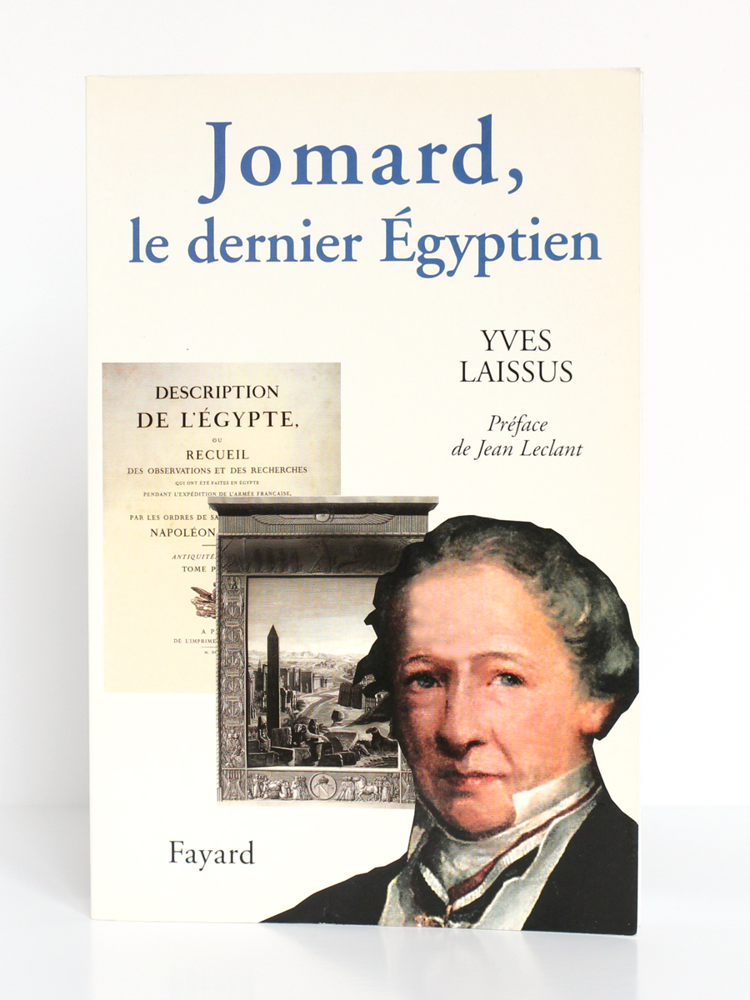 Jomard,
le dernier Égyptien
YVES
LAISSUS
Préface
de Jean Leclant
DESCRIPTION
DE L'ÉGYPTE,
OU
RECUEIL
DES OBSERVATIONS ET DES RECHERCHES
QUI ONT ÉTÉ FAITES EN ÉGYPTE
PENDANT L'EXPÉDITION DE L'ARMÉE FRANÇAISE,
PAR LES ORDRES DE SA
NAPOLÉON
ANTIQUITÉ
TOME P
A P
DE L'IMPRIME
Fayard